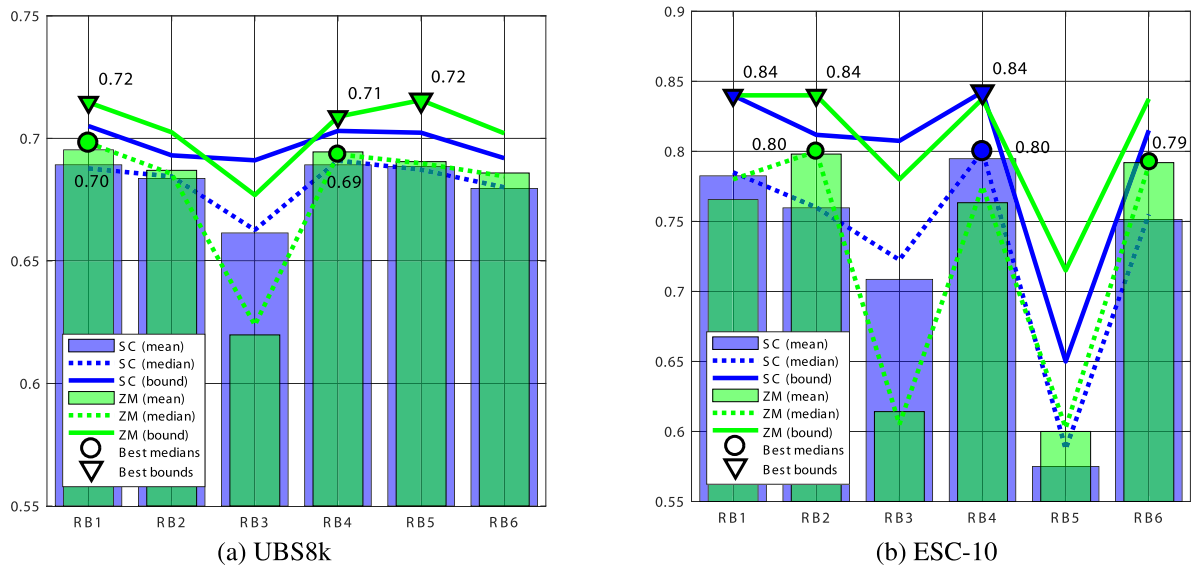 0.75
0.7
0.65
0.6
0.55
0.72
0.71
0.72
0.70
0.69
SC (mean)
SC (median)
SC (bound)
ZM (mean)
ZM (median)
ZM (bound)
Best medians
Best bounds
RB1 RB2 RB3 RB4 RB5 RB6
(a) UBS8k
0.9
0.85
0.8
0.75
0.7
0.65
0.6
0.55
0.84
0.84
0.84
0.80
0.80
0.79
SC (mean)
SC (median)
SC (bound)
ZM (mean)
ZM (median)
ZM (bound)
Best medians
Best bounds
RB1 RB2 RB3 RB4 RB5 RB6
(b) ESC-10